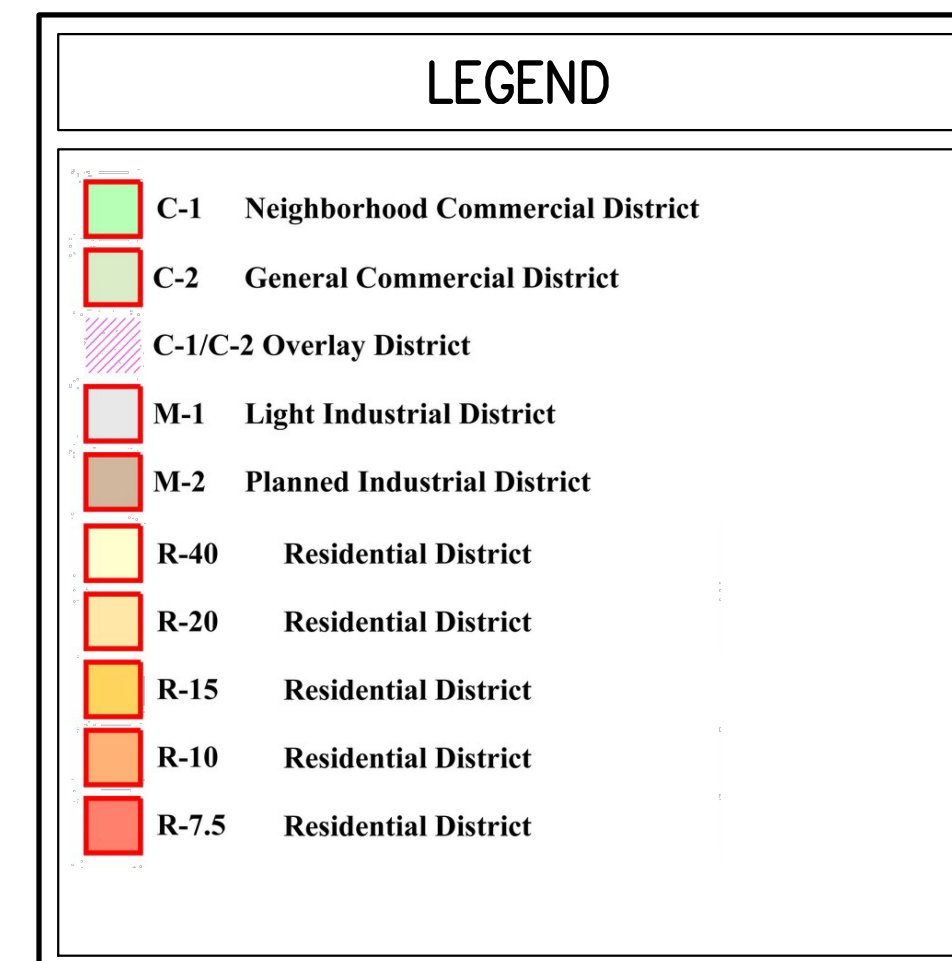 LEGEND
C-1 Neighborhood Commercial District
C-2 General Commercial District
C-1/C-2 Overlay District
M-1 Light Industrial District
M-2 Planned Industrial District
R-40 Residential District
R-20 Residential District
R-15 Residential District
R-10 Residential District
R-7.5 Residential District